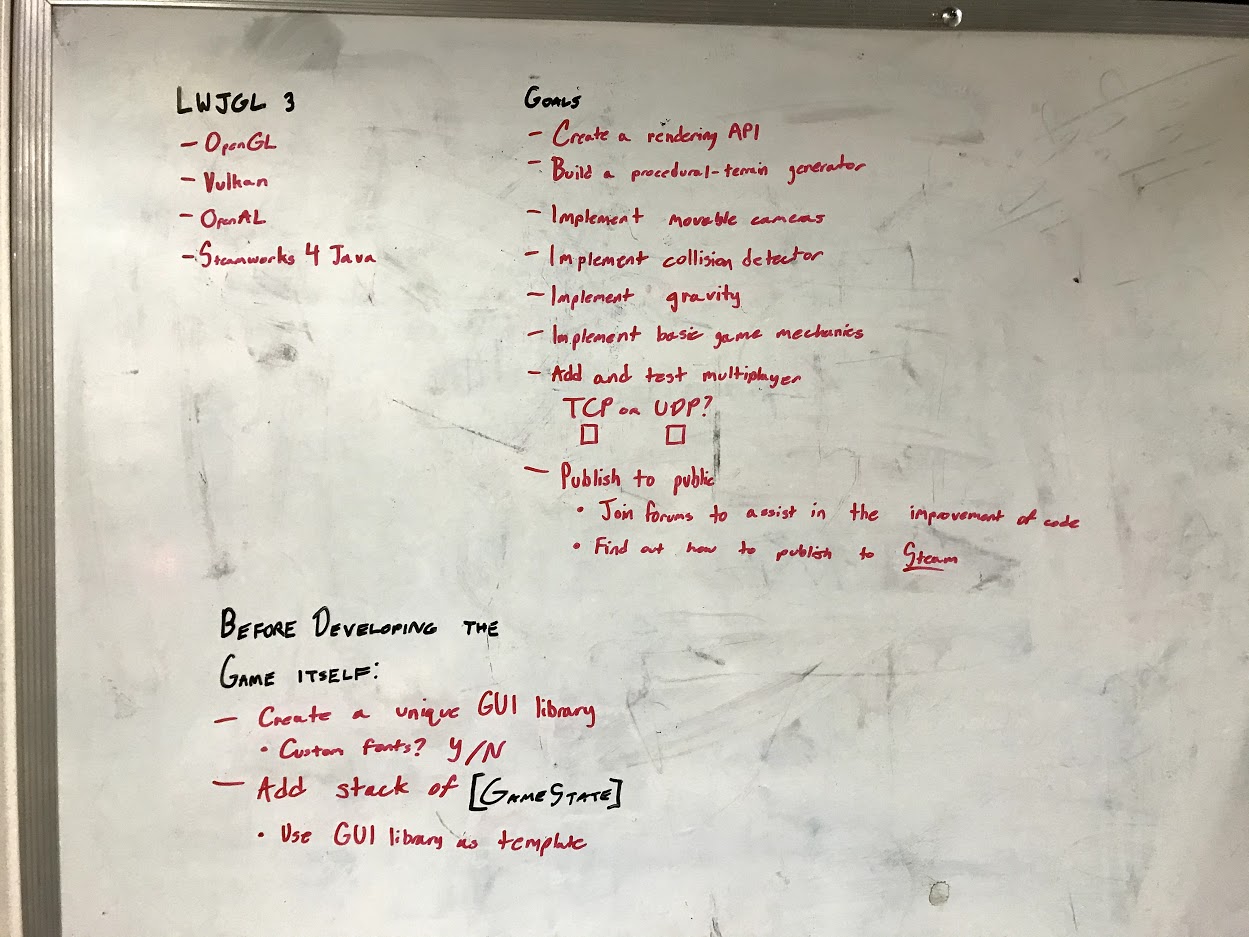 LWJGL 3
- OpenGL
- Vulkan
- OpenAL
- Steamworks 4 Java
Goals
- Create a rendering API
- Build a procedural-terrain generator
- Implement movable cameras
- Implement collision detector
- Implement gravity
- Implement basic game mechanics
- Add and test multiplayer
TCP or UDP?
☐ ☐
- Publish to public
• Join forums to assist in the improvement of code
• Find out how to publish to Steam
BEFORE DEVELOPING THE
GAME ITSELF:
- Create a unique GUI library
• Custom fonts? Y/N
- Add stack of [GAMESTATE]
• Use GUI library as template